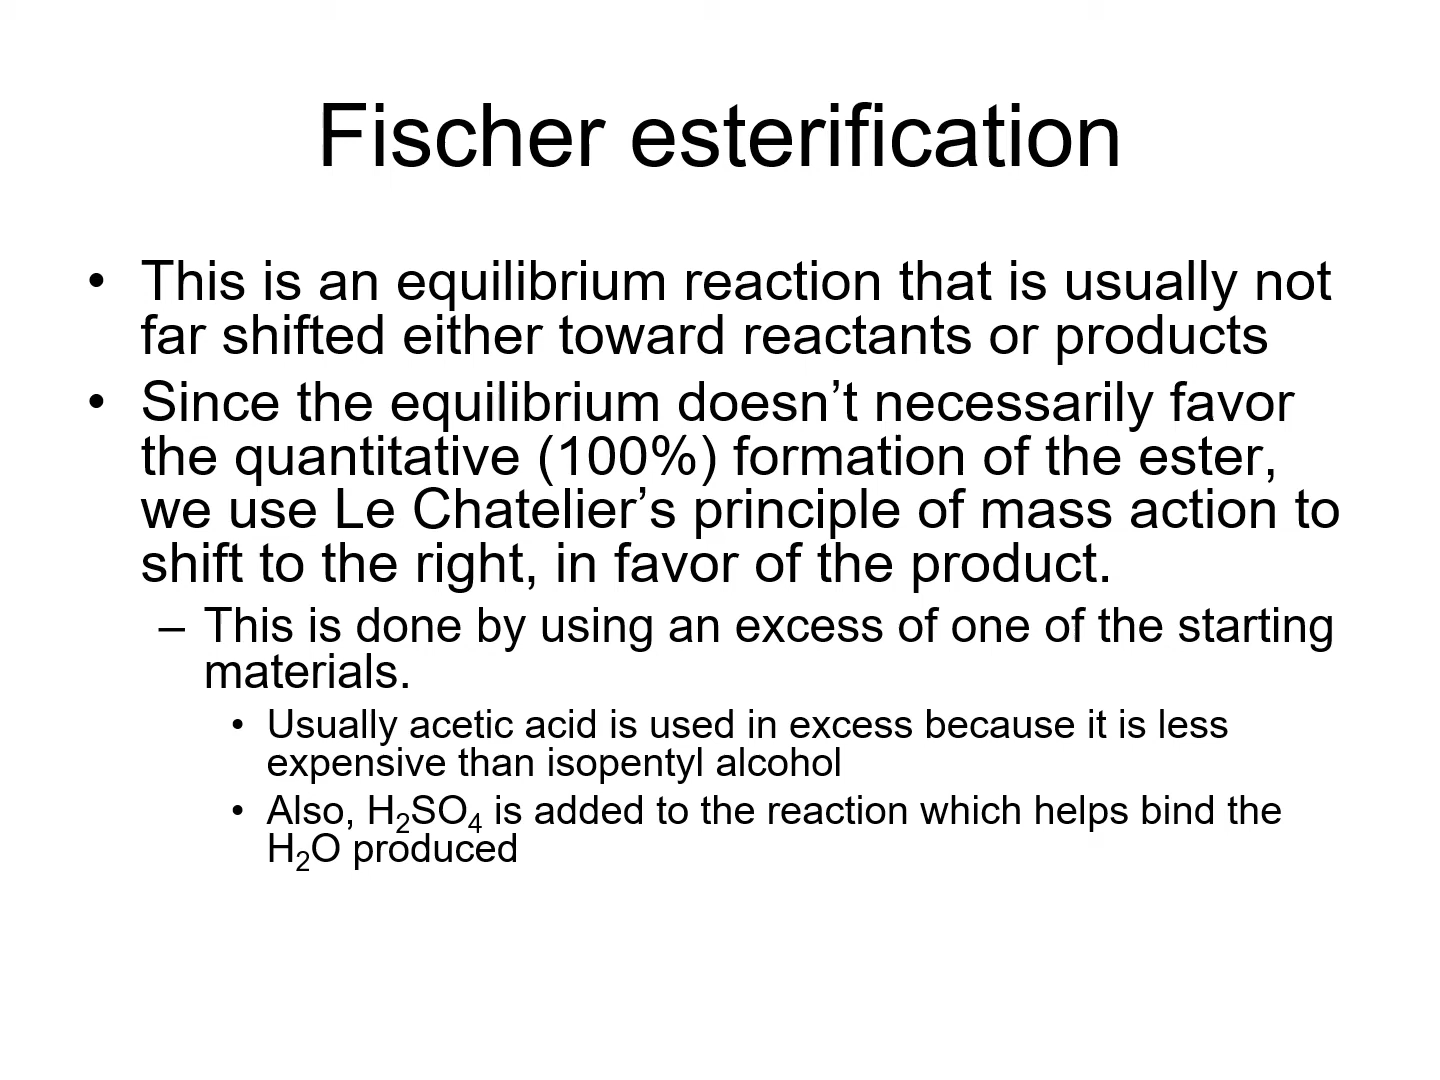 Fischer esterification
• This is an equilibrium reaction that is usually not
far shifted either toward reactants or products
• Since the equilibrium doesn’t necessarily favor
the quantitative (100%) formation of the ester,
we use Le Chatelier’s principle of mass action to
shift to the right, in favor of the product.
– This is done by using an excess of one of the starting
materials.
• Usually acetic acid is used in excess because it is less
expensive than isopentyl alcohol
• Also, H₂SO₄ is added to the reaction which helps bind the
H₂O produced